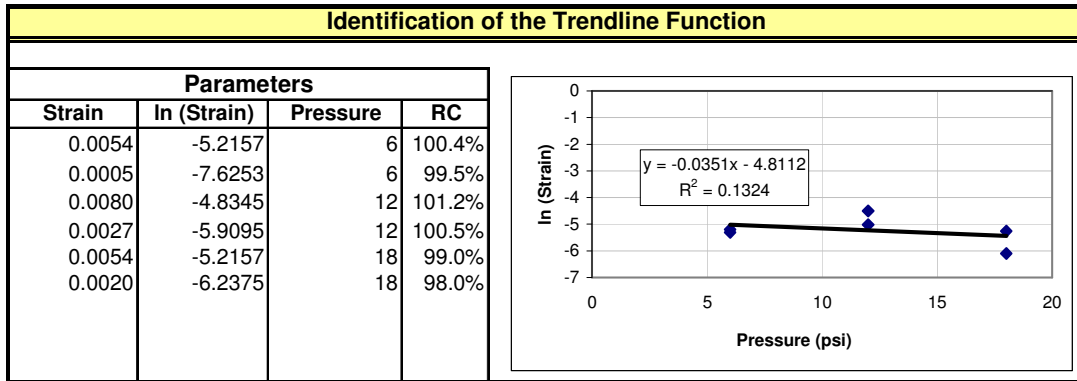 Identification of the Trendline Function
Parameters
Strain ln (Strain) Pressure RC
0.0054 -5.2157 6 100.4%
0.0005 -7.6253 6 99.5%
0.0080 -4.8345 12 101.2%
0.0027 -5.9095 12 100.5%
0.0054 -5.2157 18 99.0%
0.0020 -6.2375 18 98.0%
ln (Strain)
0
-1
-2
-3
-4
-5
-6
-7
y = -0.0351x - 4.8112
R² = 0.1324
0 5 10 15 20
Pressure (psi)